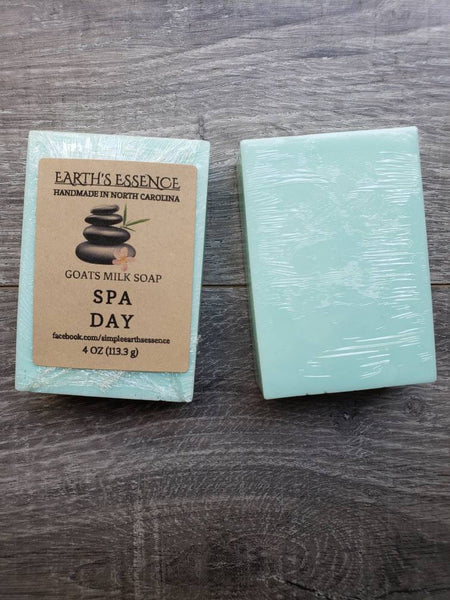 EARTH'S ESSENCE
HANDMADE IN NORTH CAROLINA
GOATS MILK SOAP
SPA
DAY
facebook.com/simpleearthsessence
4 OZ (113.3 g)